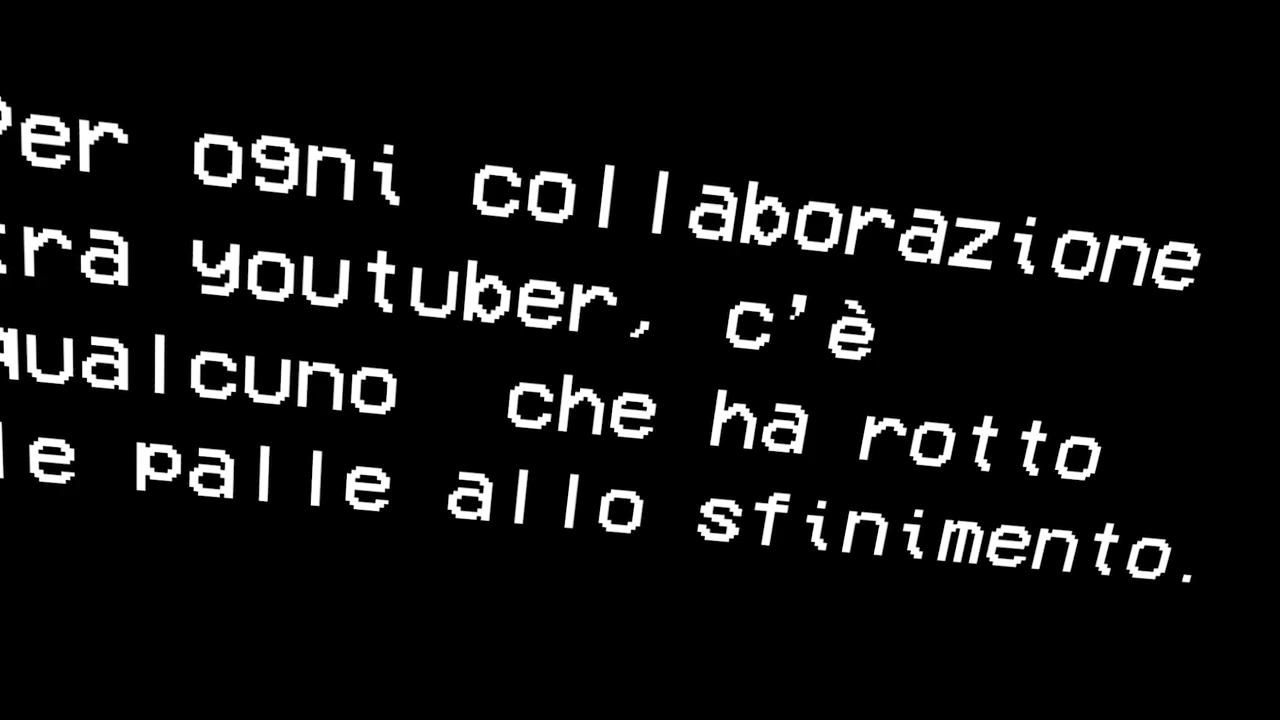 Per ogni collaborazione
tra youtuber, c'è
qualcuno che ha rotto
le palle allo sfinimento.